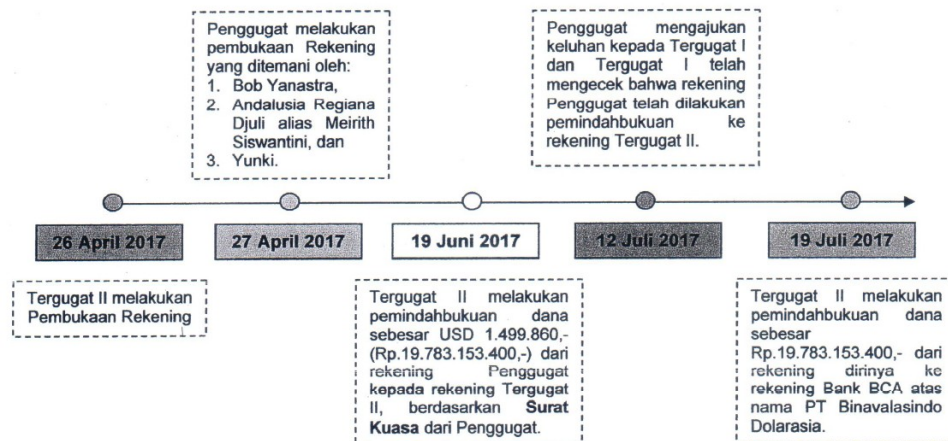 Penggugat melakukan
pembukaan Rekening
yang ditemani oleh:
1. Bob Yanastra,
2. Andalusia Regiana
Djuli alias Meirith
Siswantini, dan
3. Yunki.
Penggugat mengajukan
keluhan kepada Tergugat I
dan Tergugat I telah
mengecek bahwa rekening
Penggugat telah dilakukan
pemindahbukuan ke
rekening Tergugat II.
26 April 2017
27 April 2017
19 Juni 2017
12 Juli 2017
19 Juli 2017
Tergugat II melakukan
Pembukaan Rekening
Tergugat II melakukan
pemindahbukuan dana
sebesar USD 1.499.860,-
(Rp.19.783.153.400,-) dari
rekening Penggugat
kepada rekening Tergugat
II, berdasarkan Surat
Kuasa dari Penggugat.
Tergugat II melakukan
pemindahbukuan dana
sebesar
Rp.19.783.153.400,- dari
rekening dirinya ke
rekening Bank BCA atas
nama PT Binavalasindo
Dolarasia.